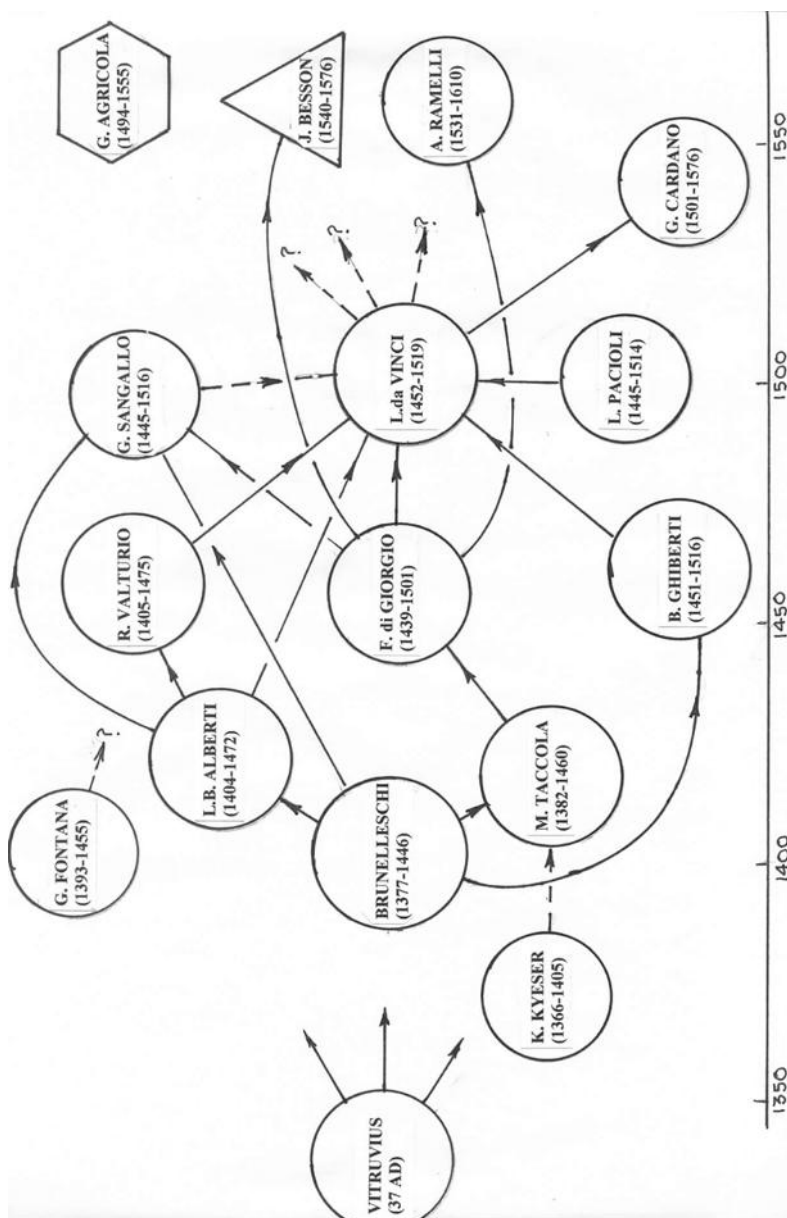 G. AGRICOLA
(1494-1555)
J. BESSON
(1540-1576)
A. RAMELLI
(1531-1610)
G. CARDANO
(1501-1576)
?
?
?
G. SANGALLO
(1445-1516)
L.da VINCI
(1452-1519)
L. PACIOLI
(1445-1514)
R. VALTURIO
(1405-1475)
F. di GIORGIO
(1439-1501)
B. GHIBERTI
(1451-1516)
G. FONTANA
(1393-1455)
?
L.B. ALBERTI
(1404-1472)
BRUNELLESCHI
(1377-1446)
M. TACCOLA
(1382-1460)
K. KYESER
(1366-1405)
VITRUVIUS
(37 AD)
1350
1400
1450
1500
1550